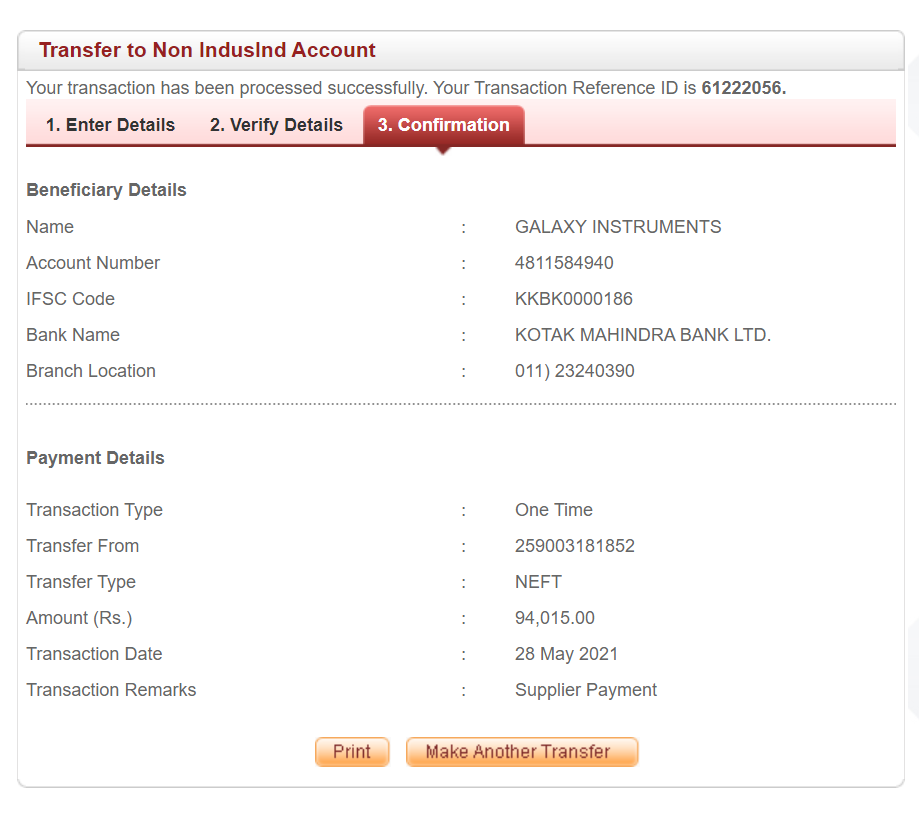 Transfer to Non IndusInd Account
Your transaction has been processed successfully. Your Transaction Reference ID is 61222056.
1. Enter Details 2. Verify Details 3. Confirmation
Beneficiary Details
Name : GALAXY INSTRUMENTS
Account Number : 4811584940
IFSC Code : KKBK0000186
Bank Name : KOTAK MAHINDRA BANK LTD.
Branch Location : 011) 23240390
Payment Details
Transaction Type : One Time
Transfer From : 259003181852
Transfer Type : NEFT
Amount (Rs.) : 94,015.00
Transaction Date : 28 May 2021
Transaction Remarks : Supplier Payment
Print Make Another Transfer